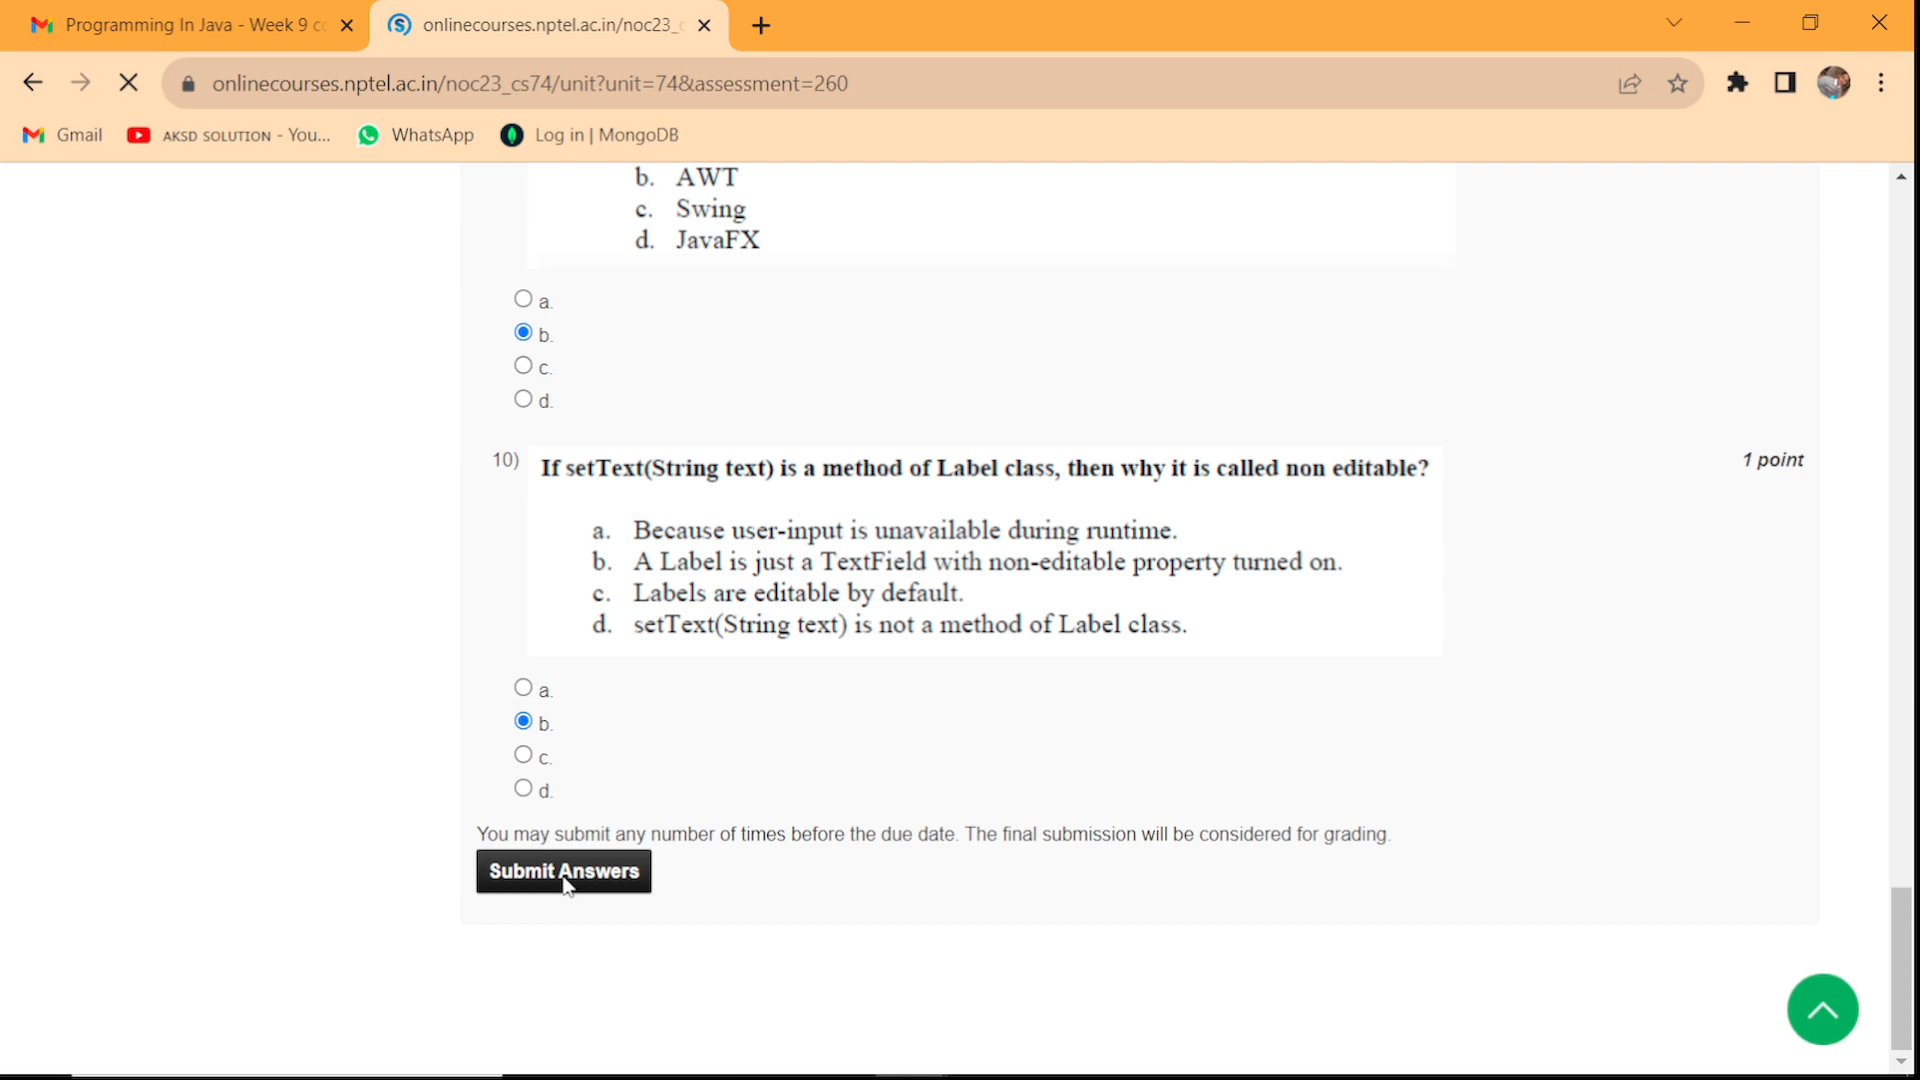 Programming In Java - Week 9 cc
onlinecourses.nptel.ac.in/noc23_c
onlinecourses.nptel.ac.in/noc23_cs74/unit?unit=74&assessment=260
Gmail
AKSD SOLUTION - You...
WhatsApp
Log in | MongoDB
b. AWT
c. Swing
d. JavaFX
a.
b.
c.
d.
10) If setText(String text) is a method of Label class, then why it is called non editable? 1 point
a. Because user-input is unavailable during runtime.
b. A Label is just a TextField with non-editable property turned on.
c. Labels are editable by default.
d. setText(String text) is not a method of Label class.
a.
b.
c.
d.
You may submit any number of times before the due date. The final submission will be considered for grading.
Submit Answers